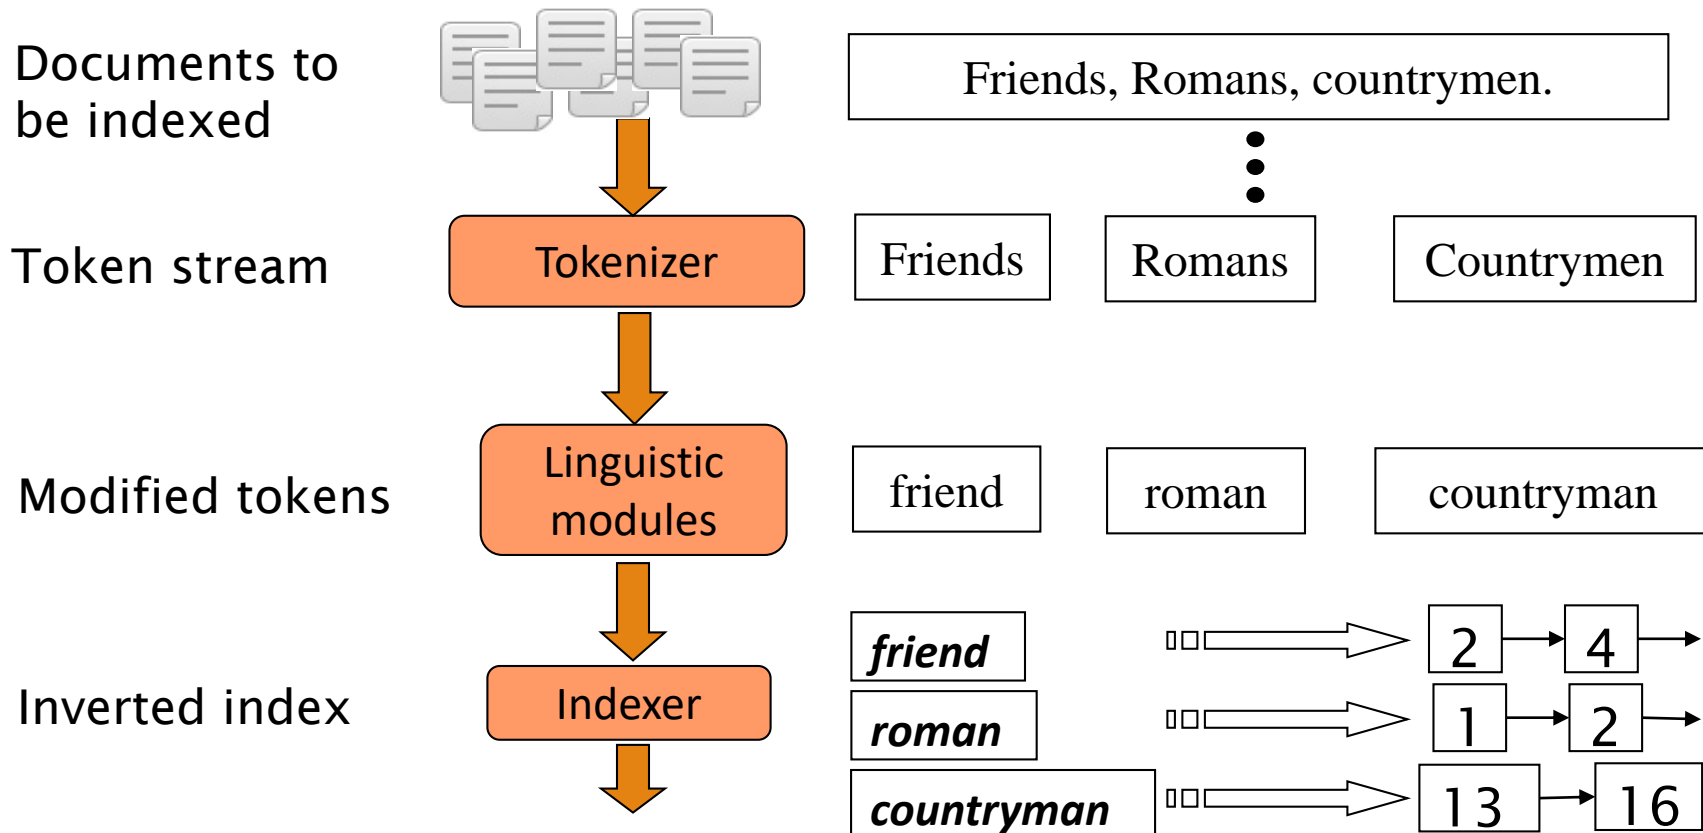 Documents to
be indexed
Friends, Romans, countrymen.
Token stream
Tokenizer
Friends
Romans
Countrymen
Modified tokens
Linguistic
modules
friend
roman
countryman
Inverted index
Indexer
friend
2
4
roman
1
2
countryman
13
16